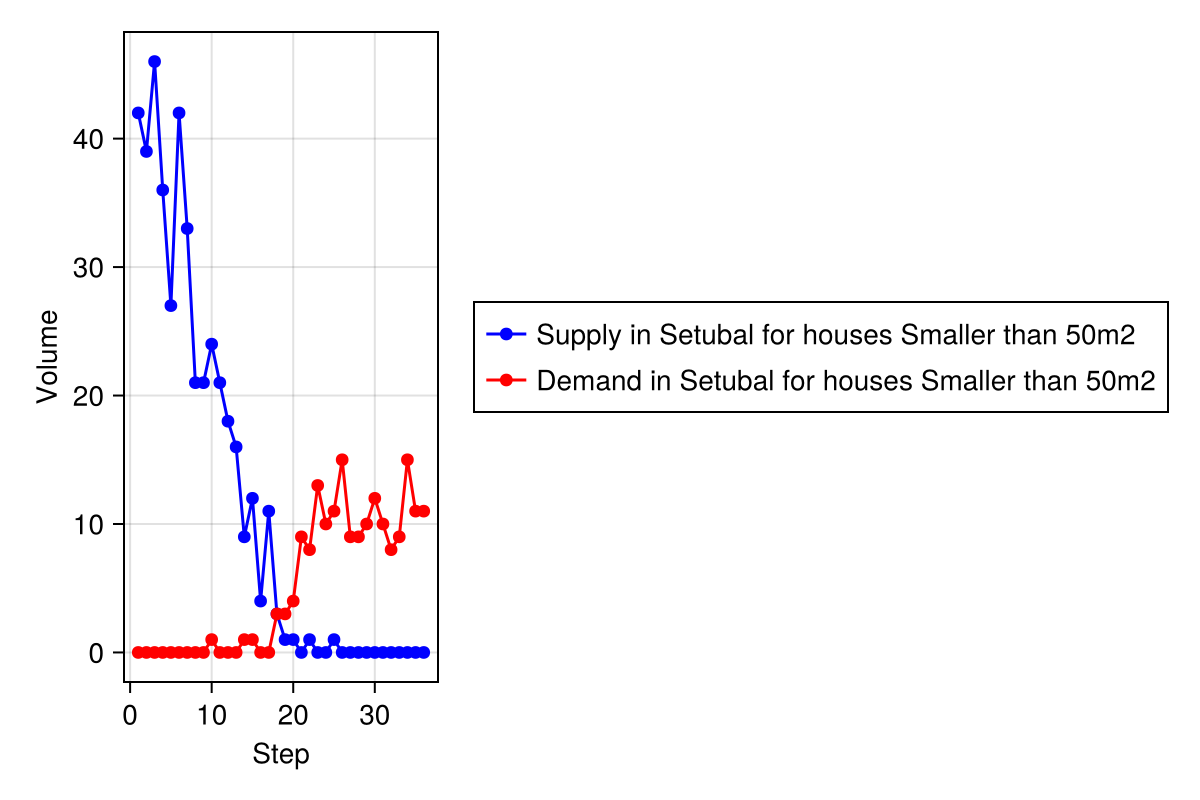 Volume
40
30
20
10
0
0 10 20 30
Step
Supply in Setubal for houses Smaller than 50m2
Demand in Setubal for houses Smaller than 50m2